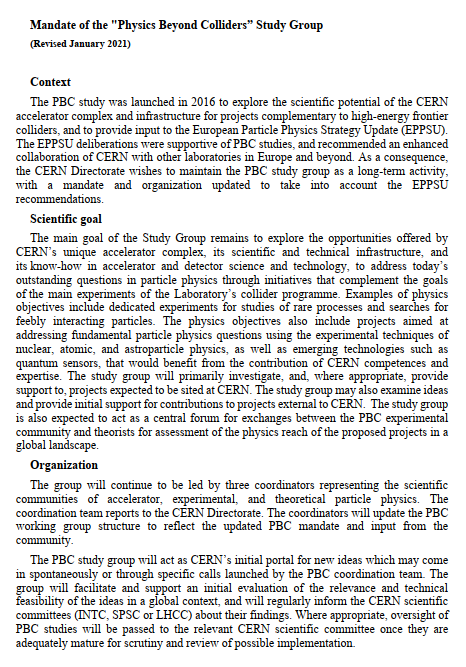 Mandate of the "Physics Beyond Colliders” Study Group
(Revised January 2021)
Context
The PBC study was launched in 2016 to explore the scientific potential of the CERN
accelerator complex and infrastructure for projects complementary to high-energy frontier
colliders, and to provide input to the European Particle Physics Strategy Update (EPPSU).
The EPPSU deliberations were supportive of PBC studies, and recommended an enhanced
collaboration of CERN with other laboratories in Europe and beyond. As a consequence,
the CERN Directorate wishes to maintain the PBC study group as a long-term activity,
with a mandate and organization updated to take into account the EPPSU
recommendations.
Scientific goal
The main goal of the Study Group remains to explore the opportunities offered by
CERN’s unique accelerator complex, its scientific and technical infrastructure, and
its know-how in accelerator and detector science and technology, to address today’s
outstanding questions in particle physics through initiatives that complement the goals
of the main experiments of the Laboratory’s collider programme. Examples of physics
objectives include dedicated experiments for studies of rare processes and searches for
feebly interacting particles. The physics objectives also include projects aimed at
addressing fundamental particle physics questions using the experimental techniques of
nuclear, atomic, and astroparticle physics, as well as emerging technologies such as
quantum sensors, that would benefit from the contribution of CERN competences and
expertise. The study group will primarily investigate, and, where appropriate, provide
support to, projects expected to be sited at CERN. The study group may also examine ideas
and provide initial support for contributions to projects external to CERN. The study group
is also expected to act as a central forum for exchanges between the PBC experimental
community and theorists for assessment of the physics reach of the proposed projects in a
global landscape.
Organization
The group will continue to be led by three coordinators representing the scientific
communities of accelerator, experimental, and theoretical particle physics. The
coordination team reports to the CERN Directorate. The coordinators will update the PBC
working group structure to reflect the updated PBC mandate and input from the
community.
The PBC study group will act as CERN’s initial portal for new ideas which may come
in spontaneously or through specific calls launched by the PBC coordination team. The
group will facilitate and support an initial evaluation of the relevance and technical
feasibility of the ideas in a global context, and will regularly inform the CERN scientific
committees (INTC, SPSC or LHCC) about their findings. Where appropriate, oversight of
PBC studies will be passed to the relevant CERN scientific committee once they are
adequately mature for scrutiny and review of possible implementation.